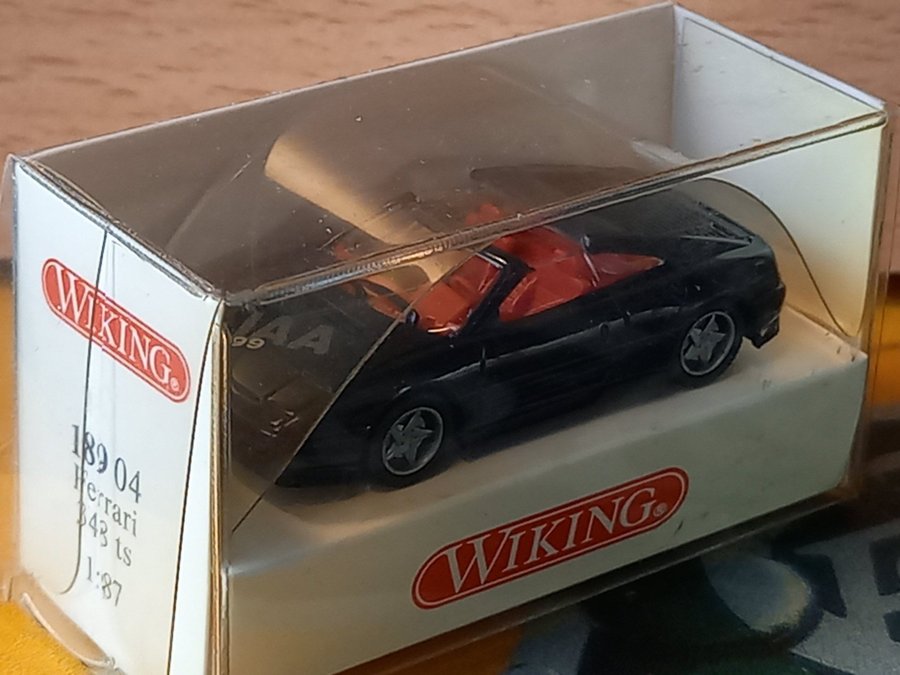 WIKING®
189 04
Ferrari
348 ts
1:87
IAA
99
WIKING®